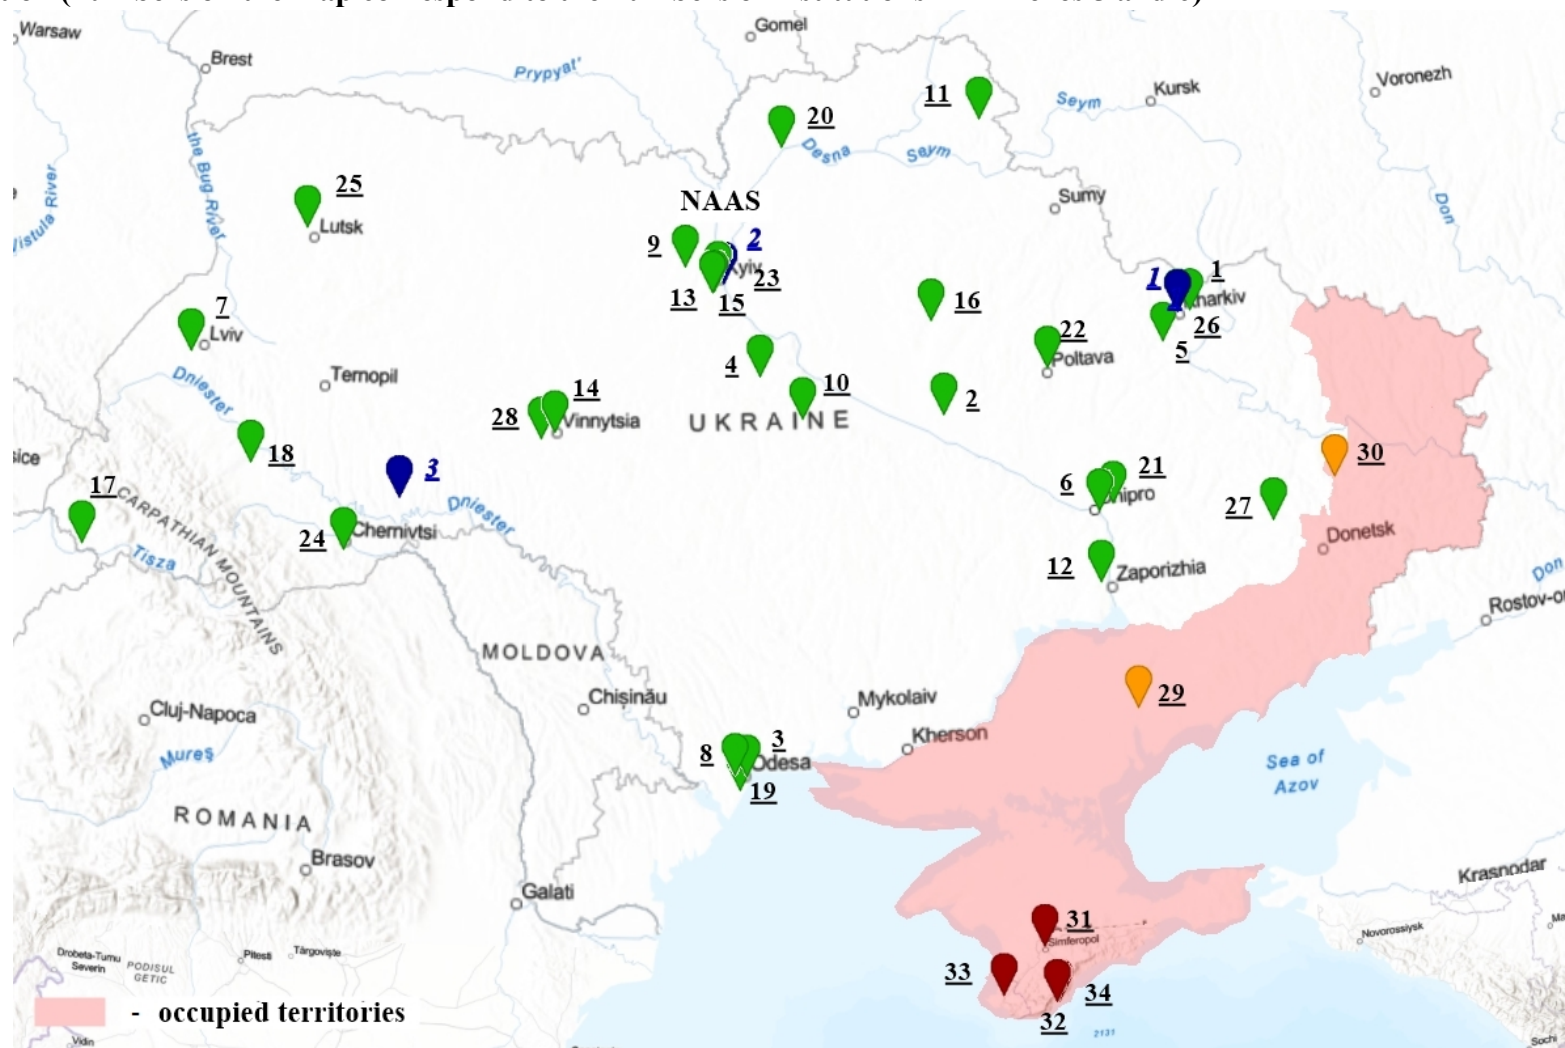 Warsaw
Brest
Gomel
Prypyat'
Kursk
Voronezh
Seym
11
20
Desna
Seym
the Bug River
Vistula River
25
Lutsk
NAAS
Sumy
Don
9
2
Kyiv
23
13
15
1
1
Kharkiv
26
5
16
22
Poltava
7
Lviv
4
10
2
Ternopil
Dniester
14
28
Vinnytsia
UKRAINE
18
3
Dniester
30
6
21
Dnipro
27
17
CARPATHIAN MOUNTAINS
24
Chernivtsi
Tisza
Donetsk
12
Zaporizhia
Don
MOLDOVA
Chișinău
Mykolaiv
29
Cluj-Napoca
Mureș
Kherson
8
3
Odesa
19
Sea of
Azov
ROMANIA
Brasov
Galati
Krasnodar
31
Simferopol
Novorossiysk
Drobeta-Turnu
Severin
PODISUL
GETIC
Pitesti
Târgoviște
33
34
32
- occupied territories
2131
Vidin
Sochi